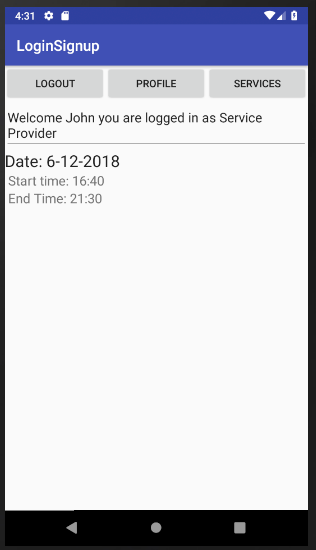 4:31
LoginSignup
LOGOUT PROFILE SERVICES
Welcome John you are logged in as Service
Provider
Date: 6-12-2018
Start time: 16:40
End Time: 21:30